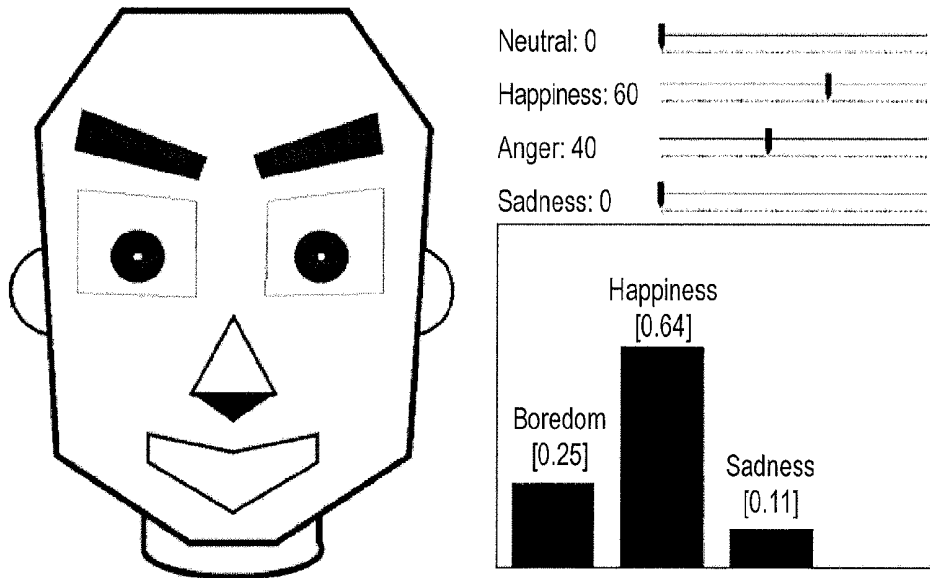 Neutral: 0
Happiness: 60
Anger: 40
Sadness: 0
Happiness
[0.64]
Boredom
[0.25]
Sadness
[0.11]